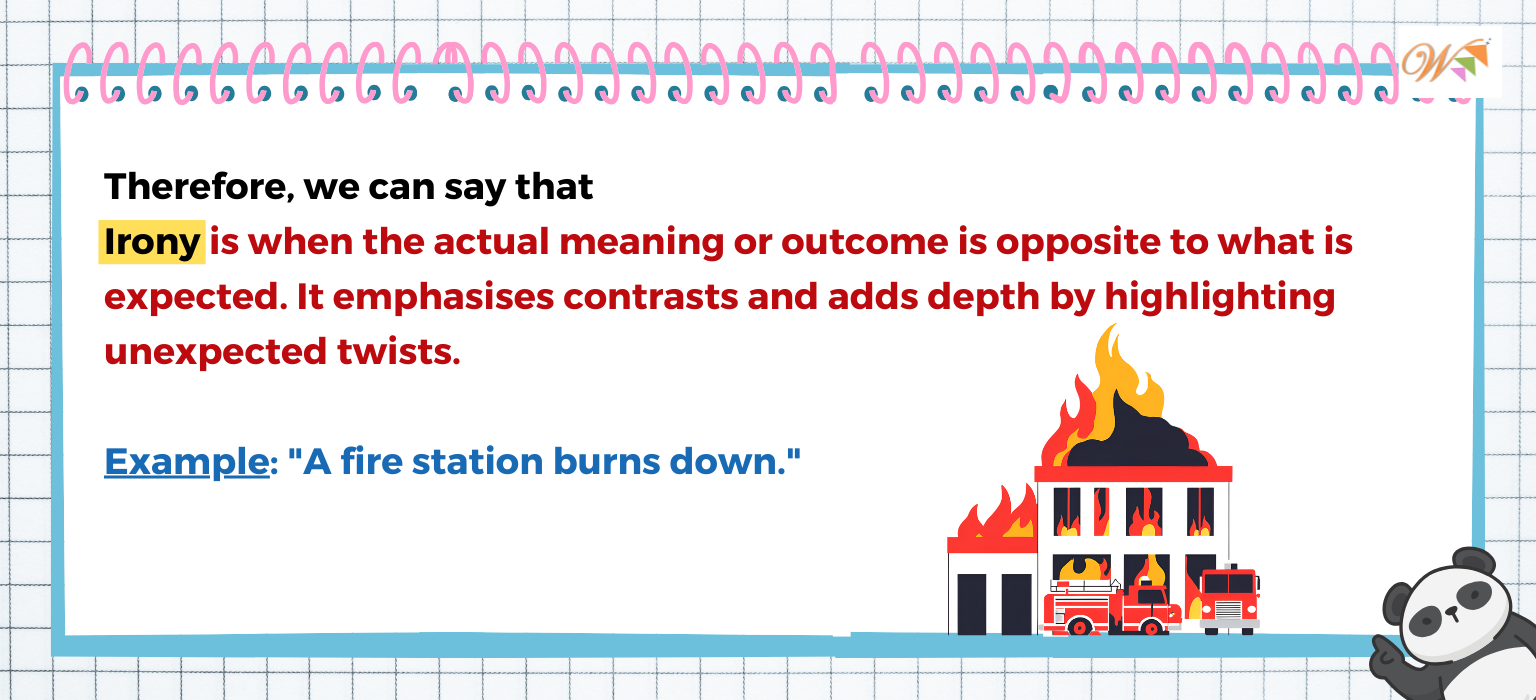 W
Therefore, we can say that
Irony is when the actual meaning or outcome is opposite to what is
expected. It emphasises contrasts and adds depth by highlighting
unexpected twists.
Example: "A fire station burns down."